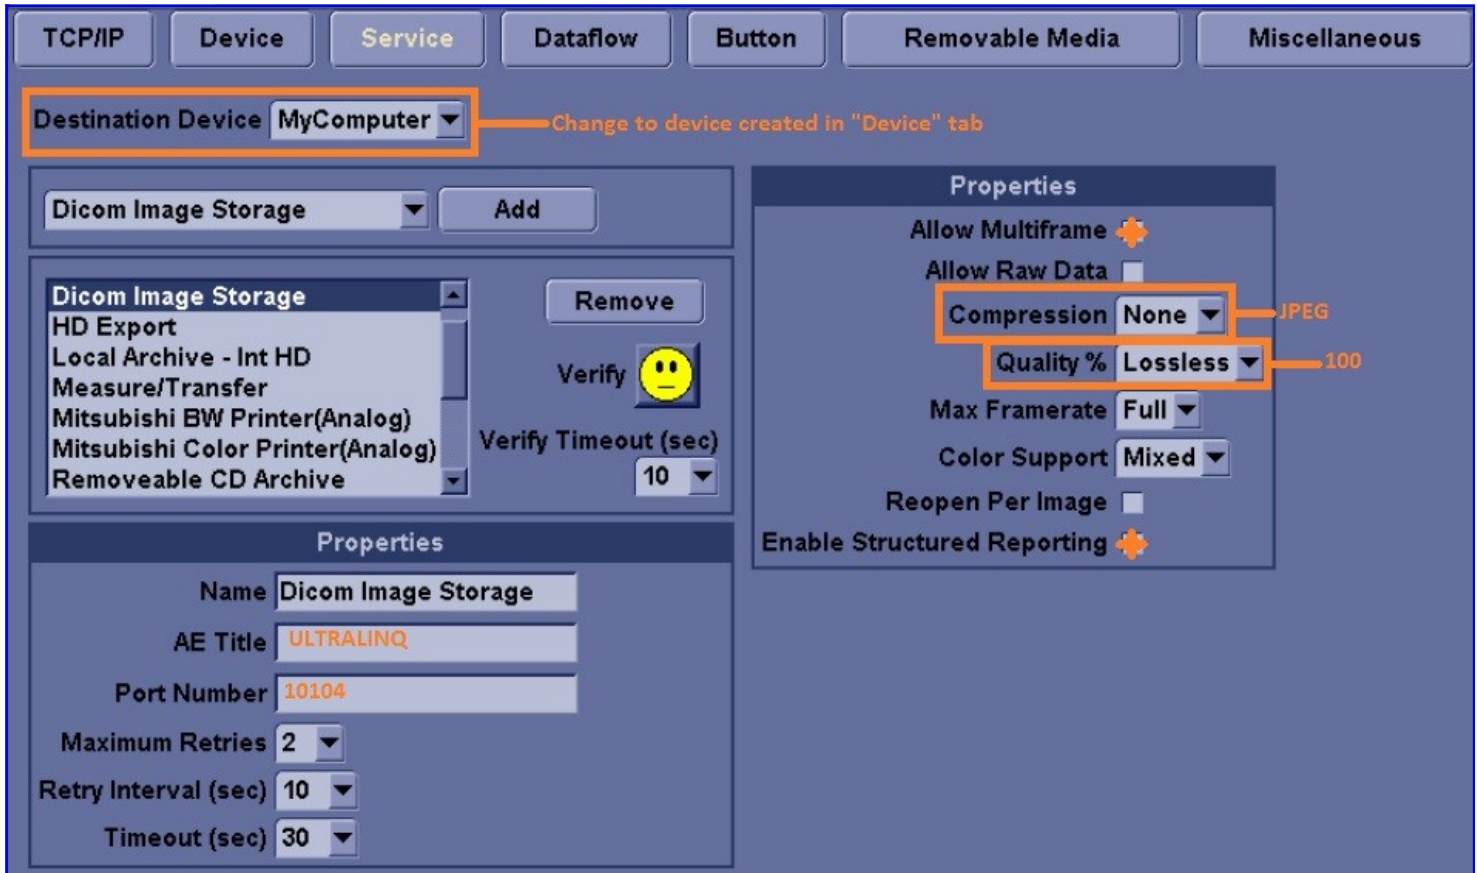 TCP/IP Device Service Dataflow Button Removable Media Miscellaneous
Destination Device MyComputer Change to device created in "Device" tab
Dicom Image Storage Add
Dicom Image Storage
HD Export
Local Archive - Int HD
Measure/Transfer
Mitsubishi BW Printer(Analog)
Mitsubishi Color Printer(Analog)
Removeable CD Archive
Remove
Verify
Verify Timeout (sec)
10
Properties
Name Dicom Image Storage
AE Title ULTRALINQ
Port Number 10104
Maximum Retries 2
Retry Interval (sec) 10
Timeout (sec) 30
Properties
Allow Multiframe
Allow Raw Data
Compression None JPEG
Quality % Lossless 100
Max Framerate Full
Color Support Mixed
Reopen Per Image
Enable Structured Reporting